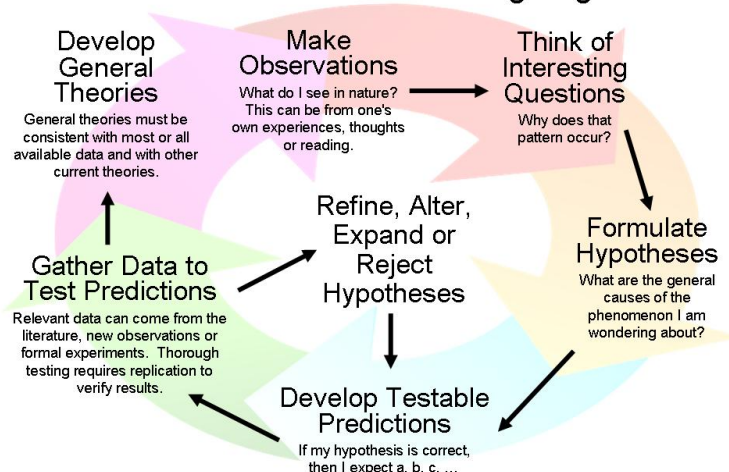 Make
Observations
What do I see in nature?
This can be from one's
own experiences, thoughts
or reading.
Think of
Interesting
Questions
Why does that
pattern occur?
Formulate
Hypotheses
What are the general
causes of the
phenomenon I am
wondering about?
Develop Testable
Predictions
If my hypothesis is correct,
then I expect a, b, c, ...
Gather Data to
Test Predictions
Relevant data can come from the
literature, new observations or
formal experiments. Thorough
testing requires replication to
verify results.
Refine, Alter,
Expand or
Reject
Hypotheses
Develop
General
Theories
General theories must be
consistent with most or all
available data and with other
current theories.